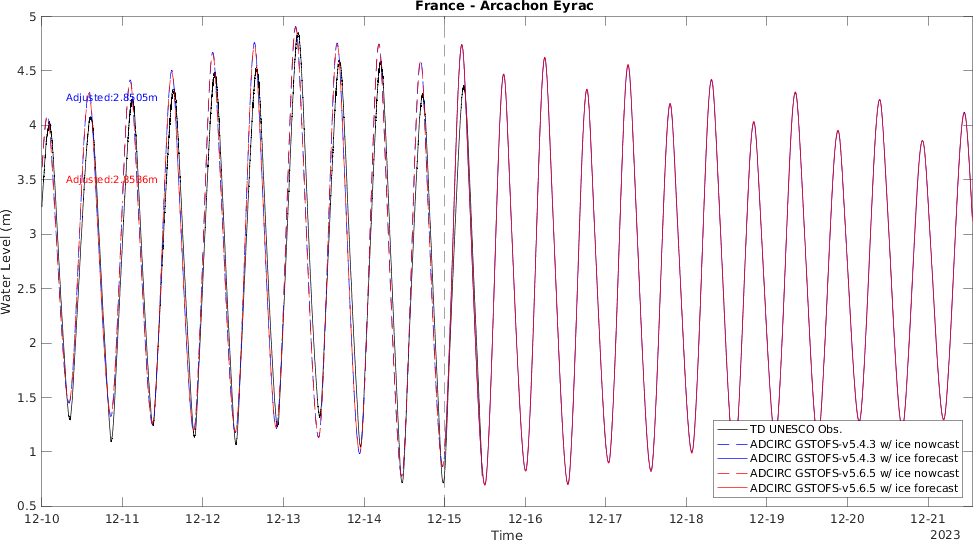 France - Arcachon Eyrac
5
4.5
4
3.5
3
2.5
2
1.5
1
0.5
Water Level (m)
Adjusted:2.8505m
Adjusted:2.8536m
TD UNESCO Obs.
ADCIRC GSTOFS-v5.4.3 w/ ice nowcast
ADCIRC GSTOFS-v5.4.3 w/ ice forecast
ADCIRC GSTOFS-v5.6.5 w/ ice nowcast
ADCIRC GSTOFS-v5.6.5 w/ ice forecast
12-10 12-11 12-12 12-13 12-14 12-15 12-16 12-17 12-18 12-19 12-20 12-21
Time
2023